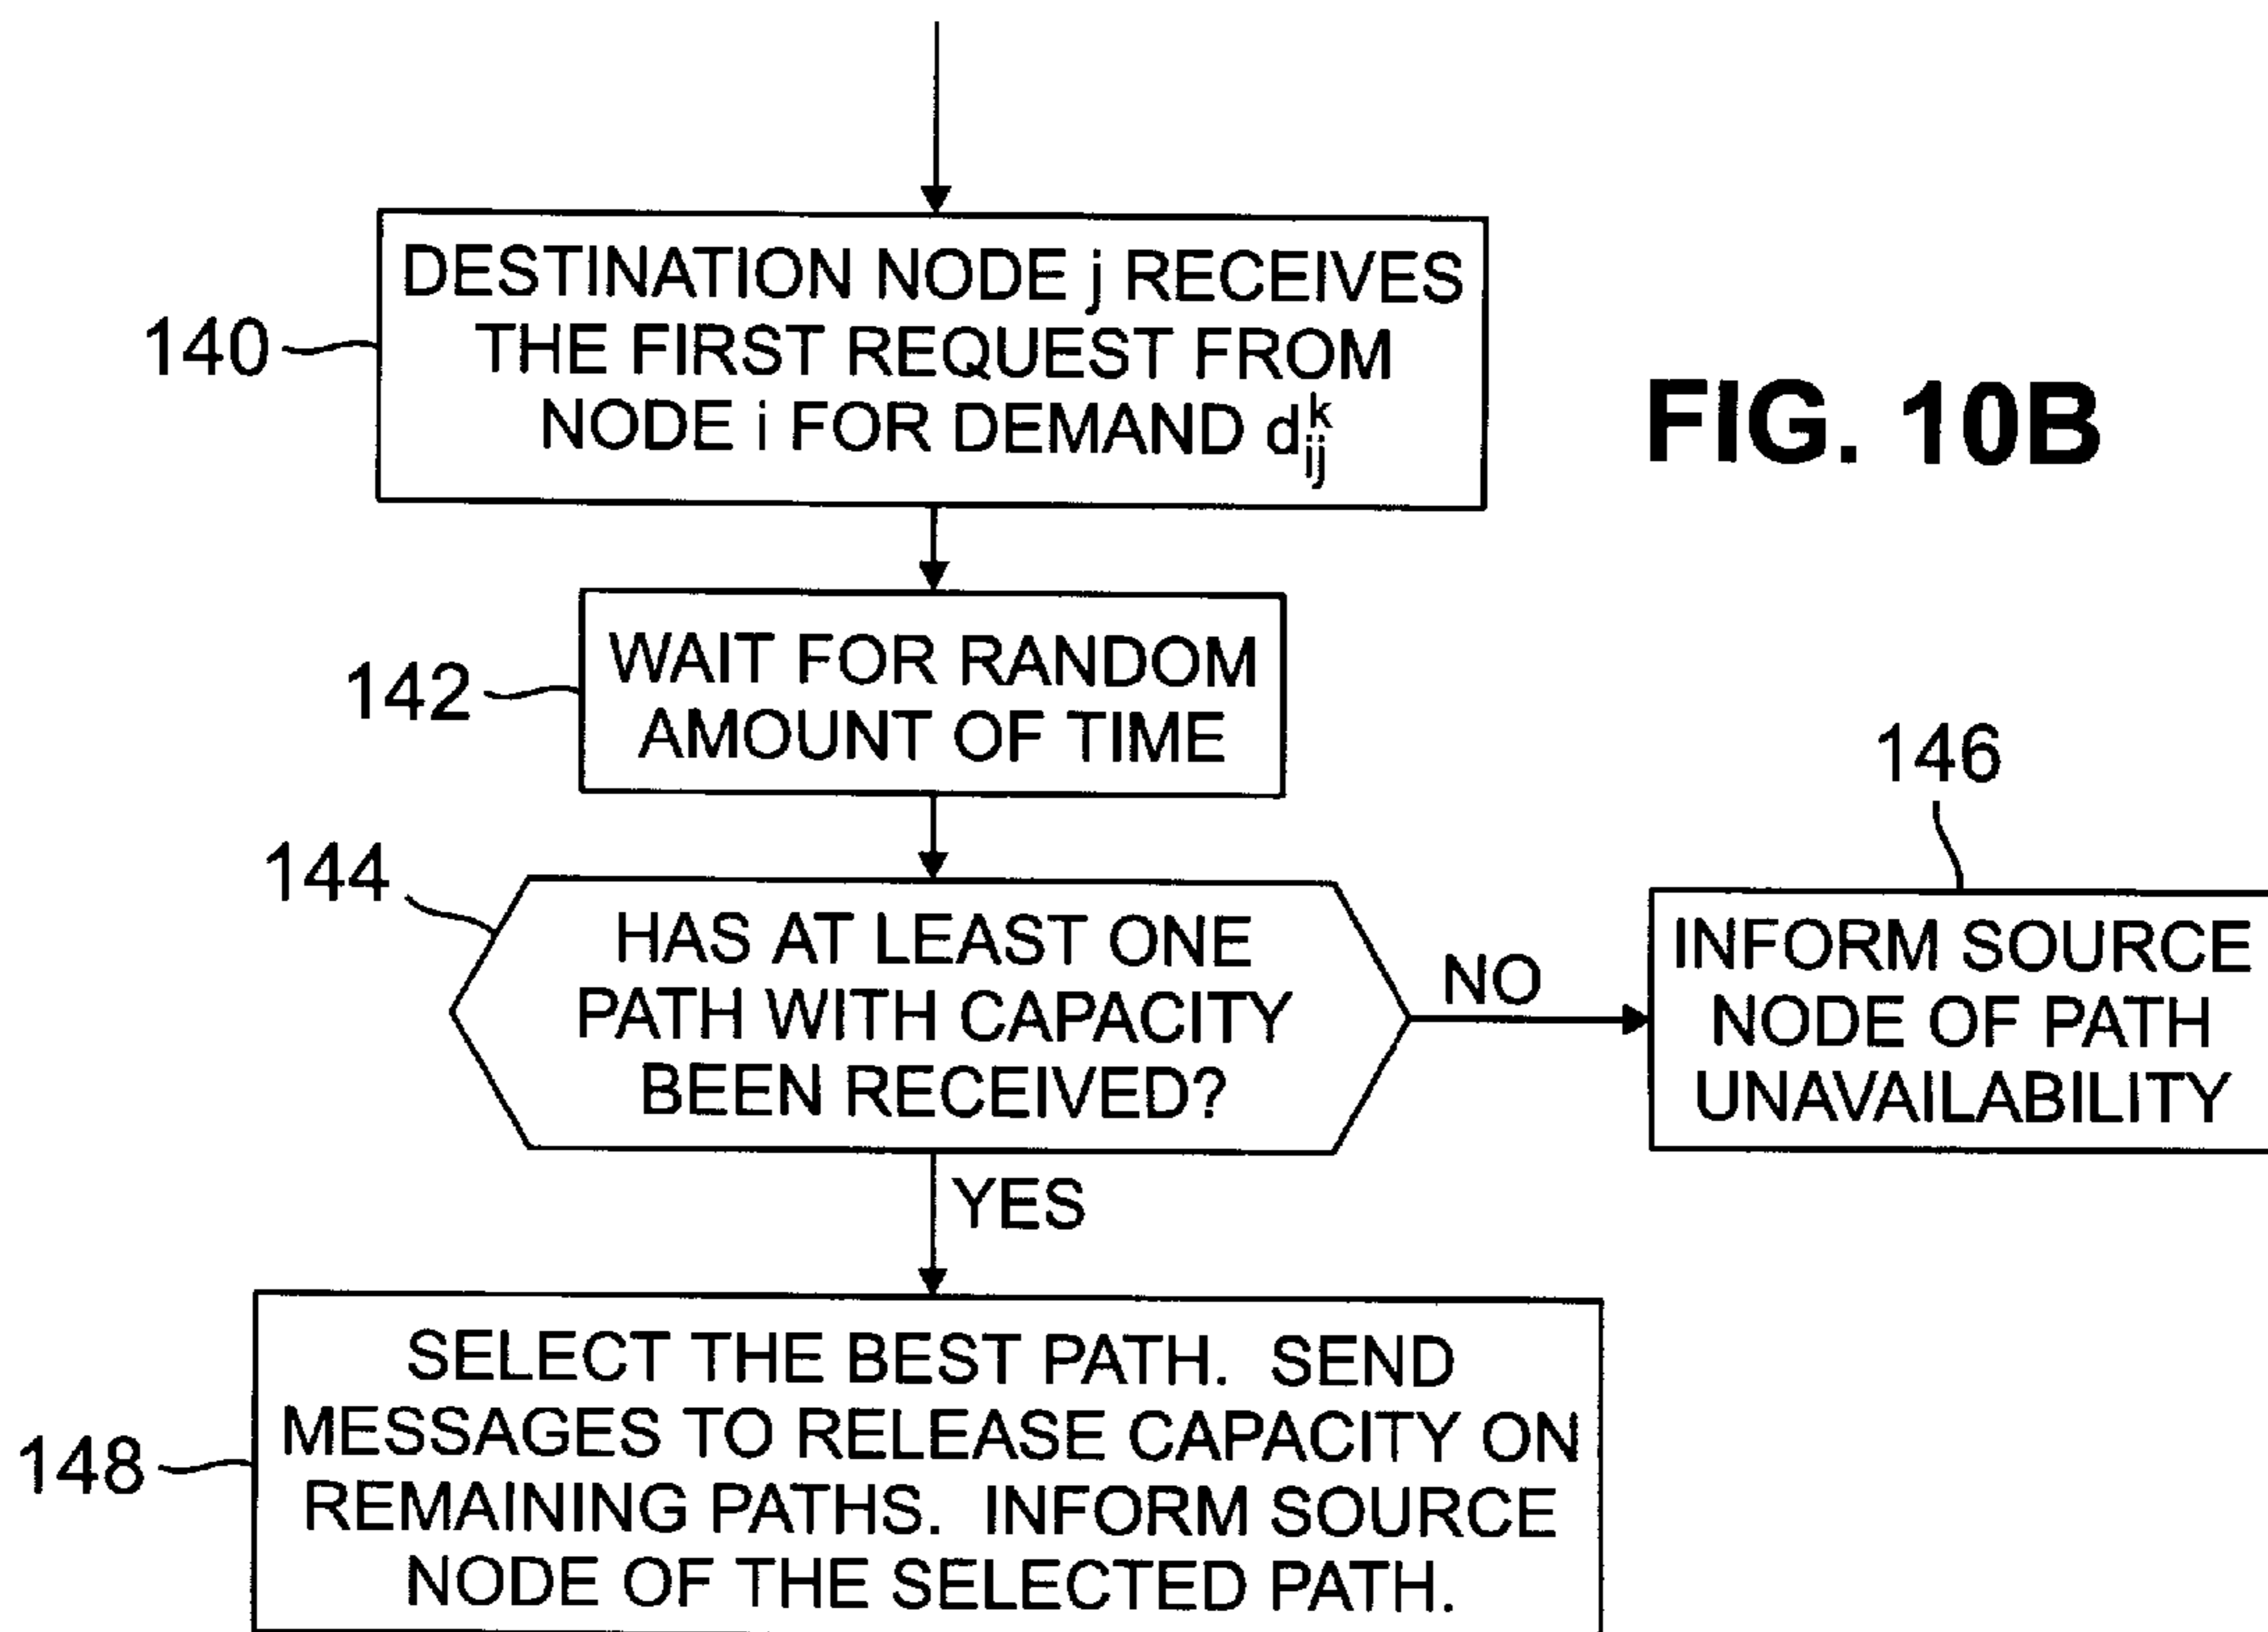 140
DESTINATION NODE j RECEIVES
THE FIRST REQUEST FROM
NODE i FOR DEMAND d^k_ij
FIG. 10B
142
WAIT FOR RANDOM
AMOUNT OF TIME
144
HAS AT LEAST ONE
PATH WITH CAPACITY
BEEN RECEIVED?
NO
146
INFORM SOURCE
NODE OF PATH
UNAVAILABILITY
YES
148
SELECT THE BEST PATH. SEND
MESSAGES TO RELEASE CAPACITY ON
REMAINING PATHS. INFORM SOURCE
NODE OF THE SELECTED PATH.